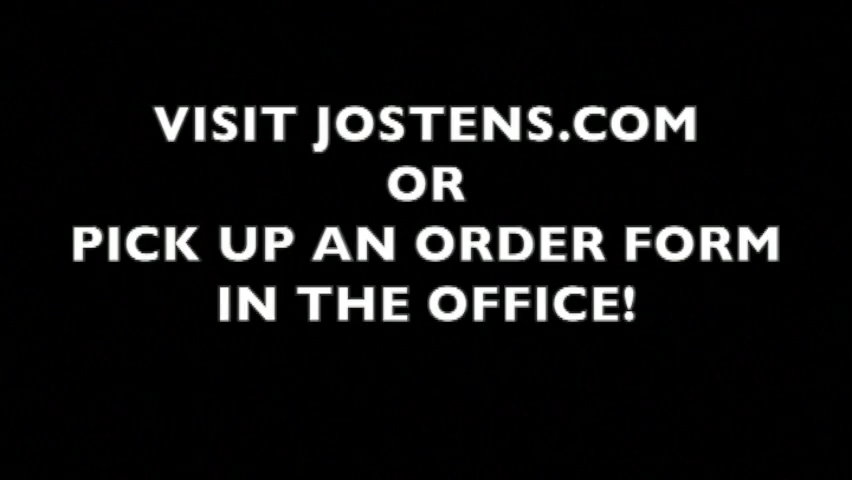 VISIT JOSTENS.COM
OR
PICK UP AN ORDER FORM
IN THE OFFICE!